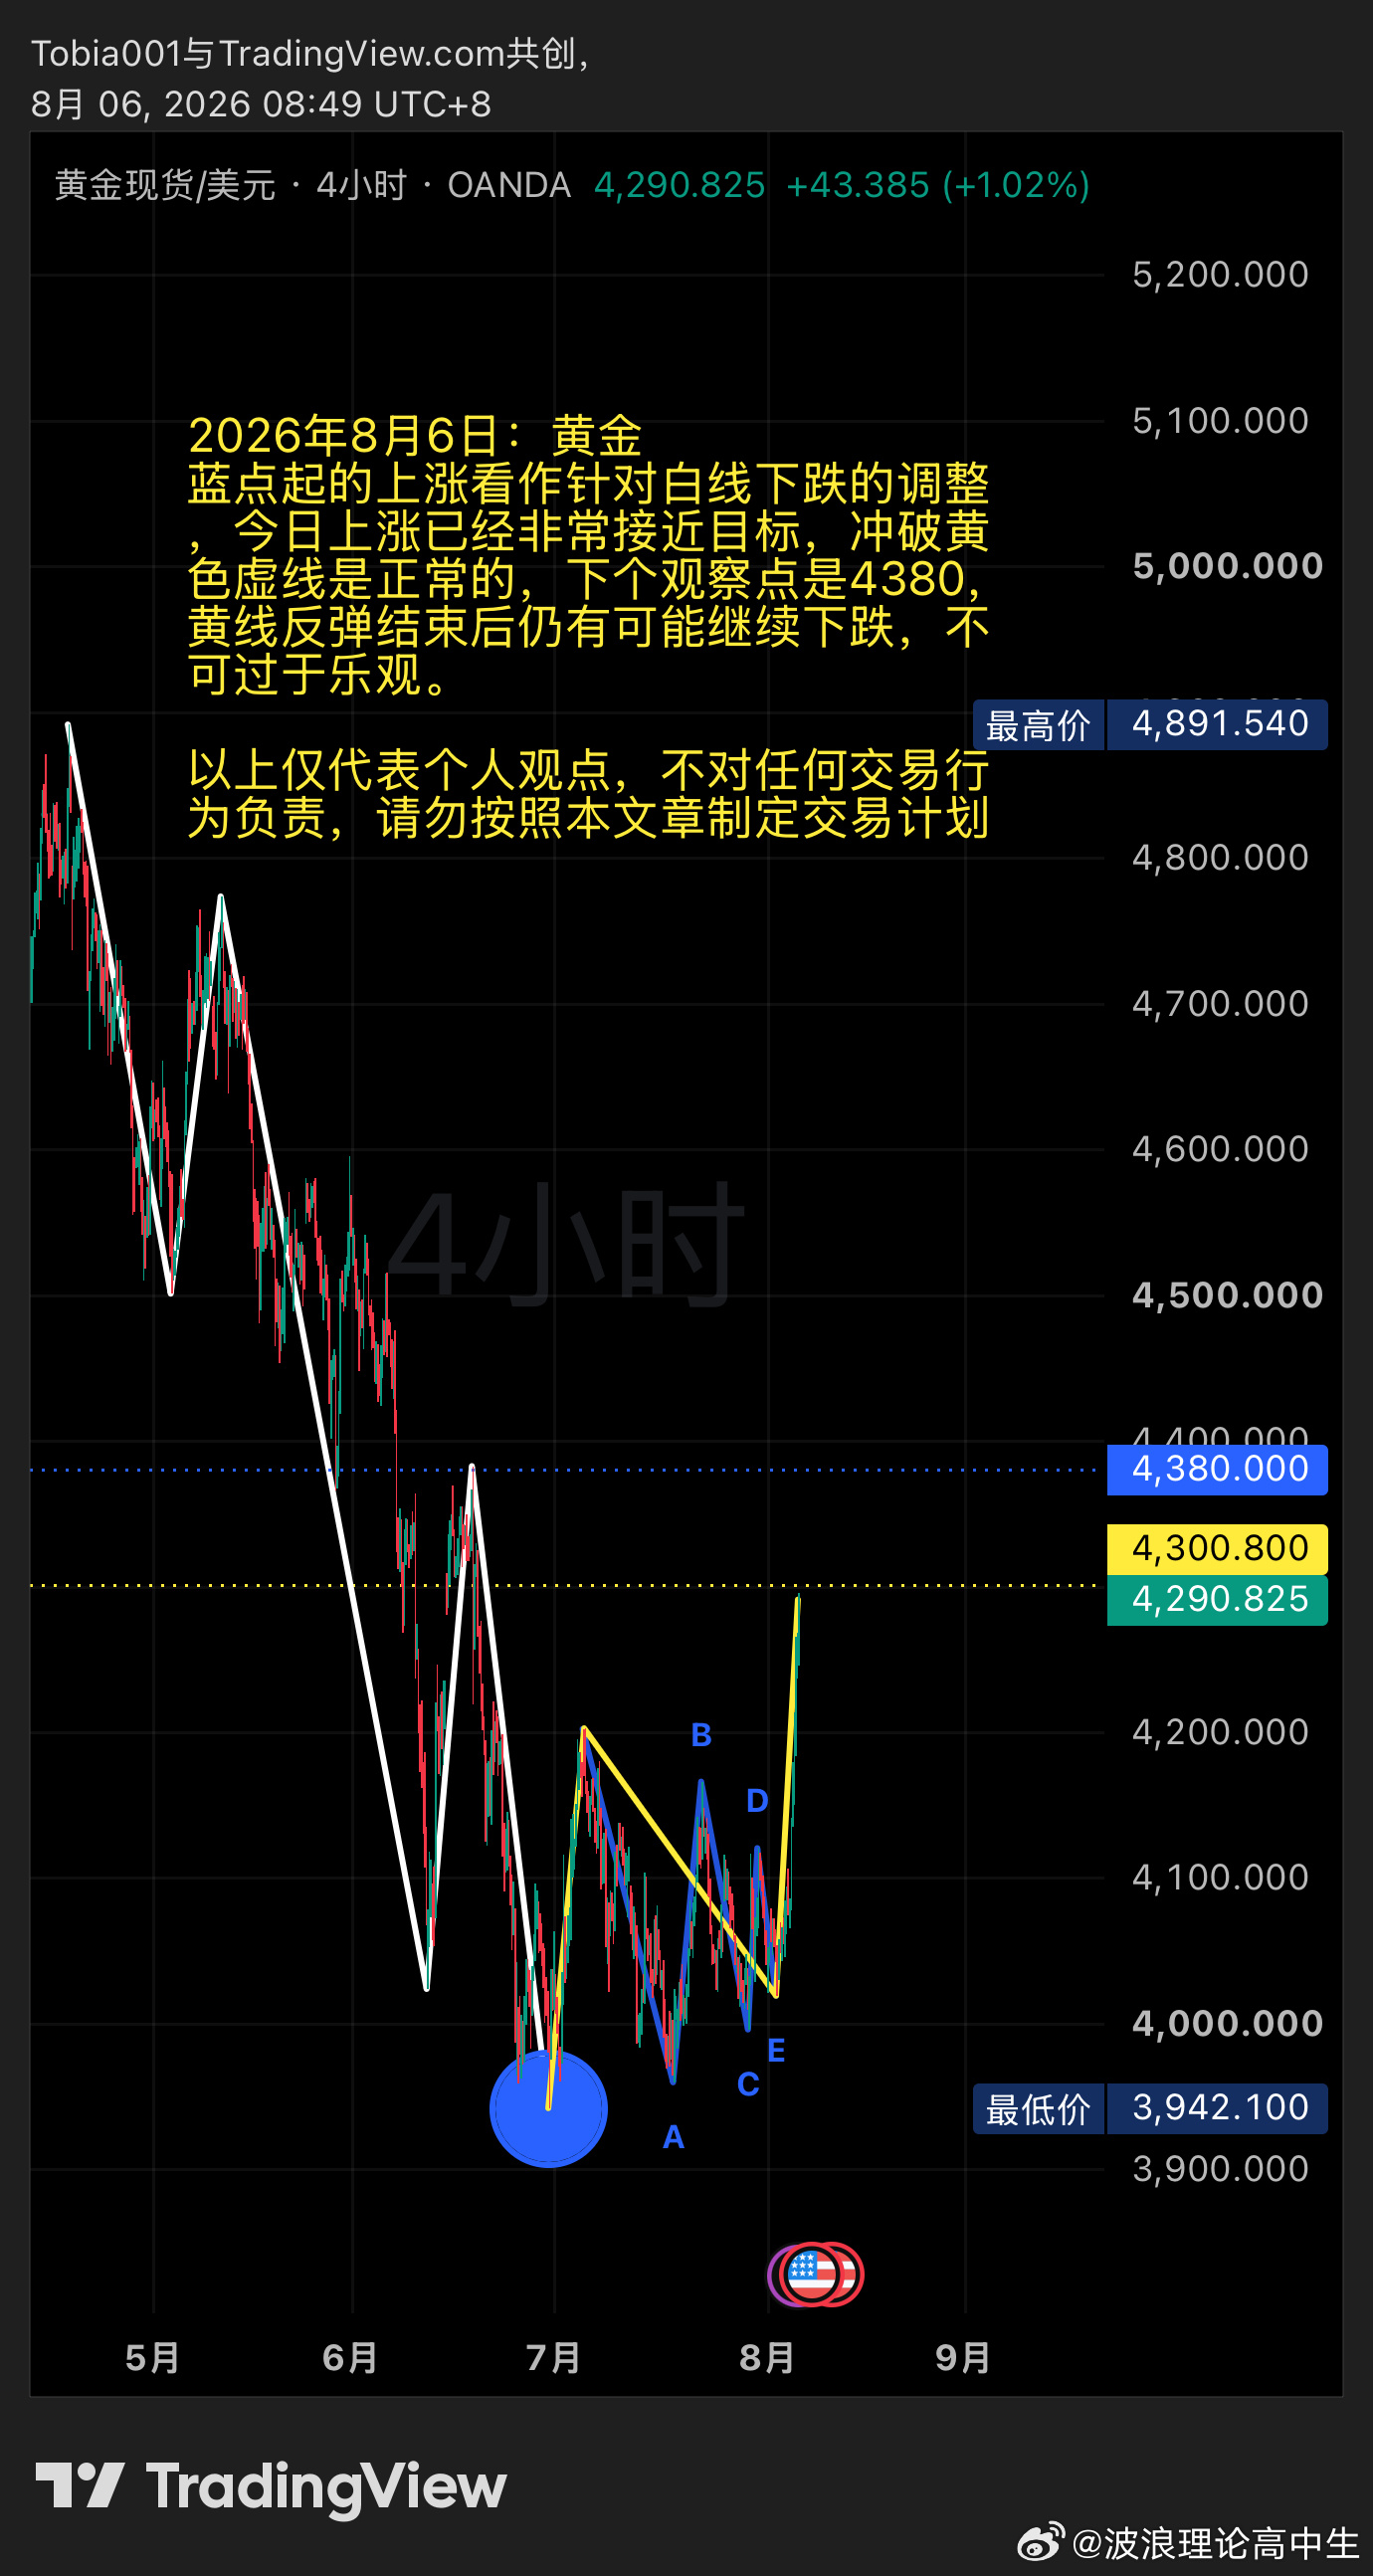 Tobia001与TradingView.com共创,
8月 06, 2026 08:49 UTC+8
黄金现货/美元 · 4小时 · OANDA 4,290.825 +43.385 (+1.02%)
5,200.000
5,100.000
2026年8月6日：黄金
蓝点起的上涨看作针对白线下跌的调整
，今日上涨已经非常接近目标，冲破黄
色虚线是正常的，下个观察点是4380，
黄线反弹结束后仍有可能继续下跌，不
可过于乐观。
5,000.000
最高价 4,891.540
以上仅代表个人观点，不对任何交易行
为负责，请勿按照本文章制定交易计划
4,800.000
4,700.000
4,600.000
4小时
4,500.000
4,400.000
4,380.000
4,300.800
4,290.825
4,200.000
B
D
4,100.000
4,000.000
E
C
A
最低价 3,942.100
3,900.000
5月 6月 7月 8月 9月
TradingView
@波浪理论高中生